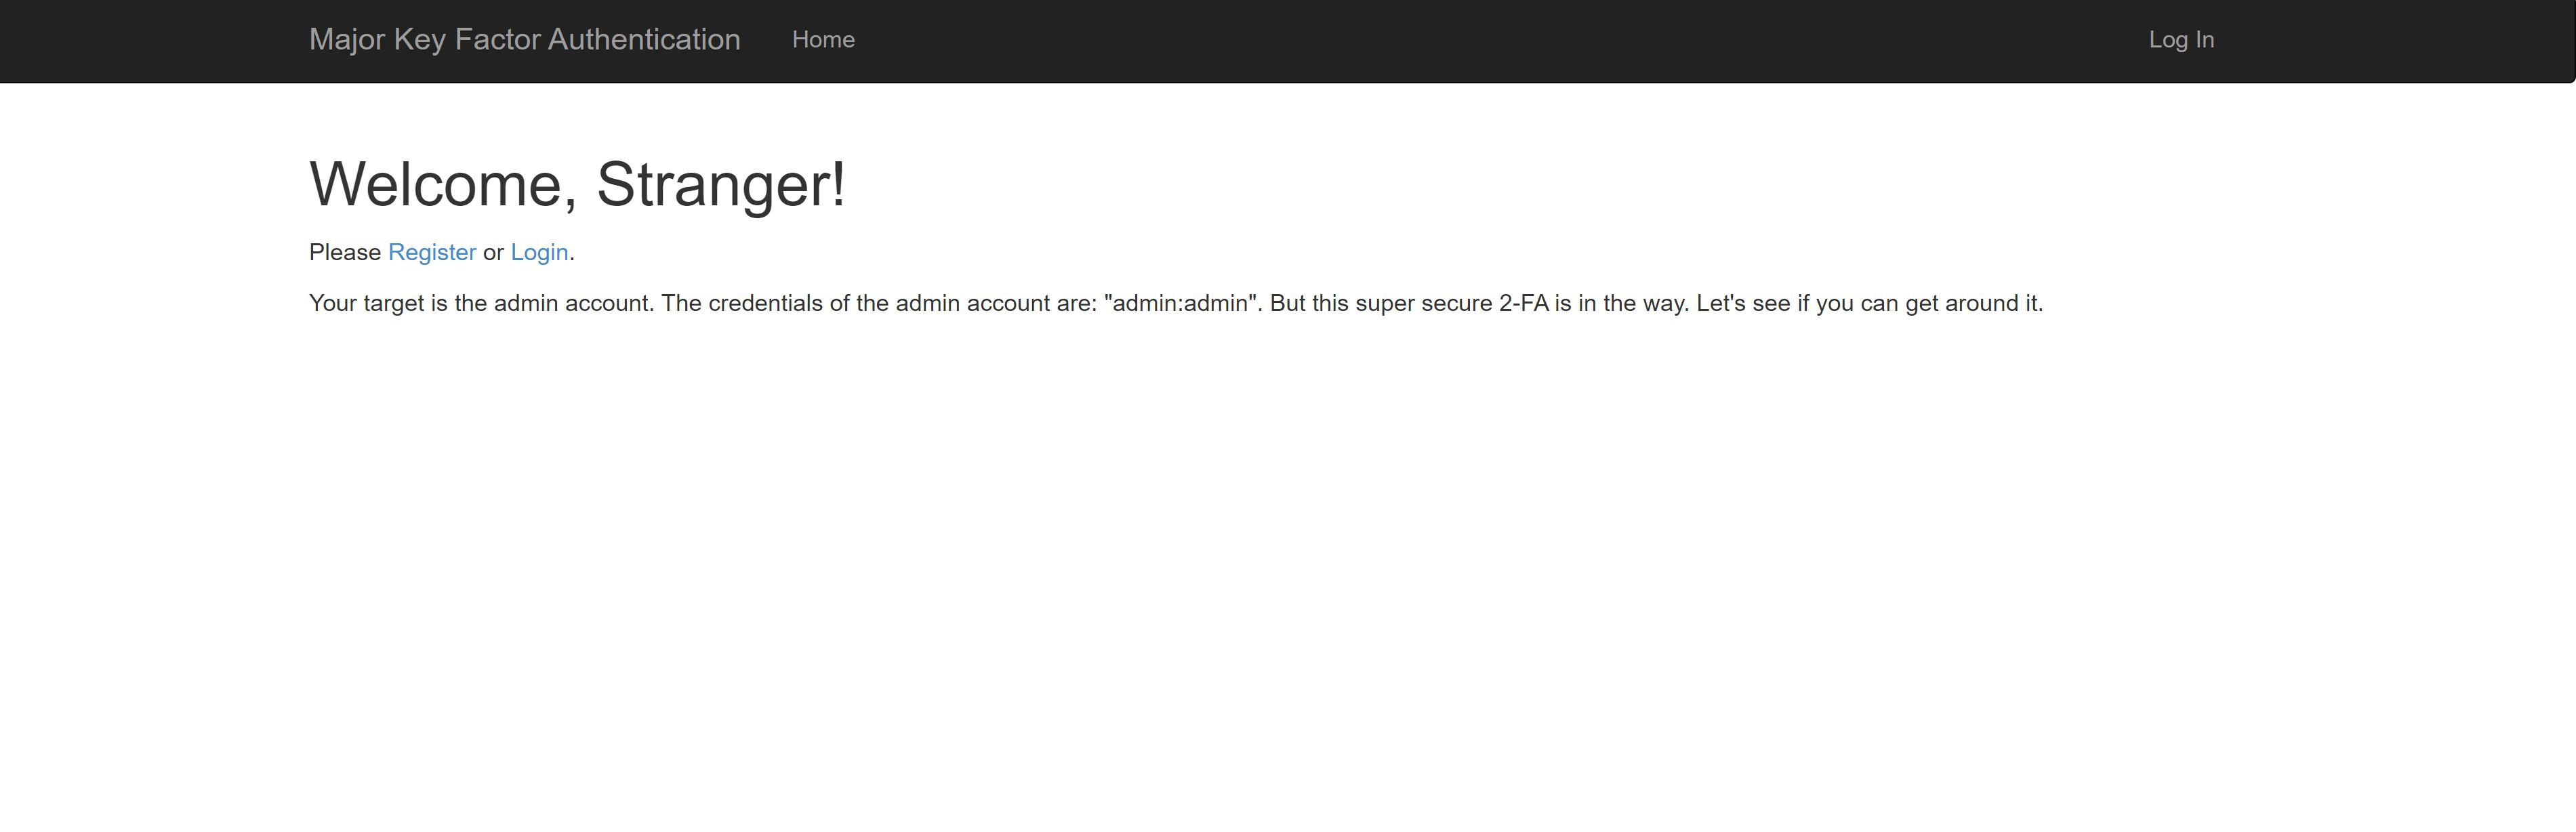 Major Key Factor Authentication Home Log In
Welcome, Stranger!
Please Register or Login.
Your target is the admin account. The credentials of the admin account are: "admin:admin". But this super secure 2-FA is in the way. Let's see if you can get around it.